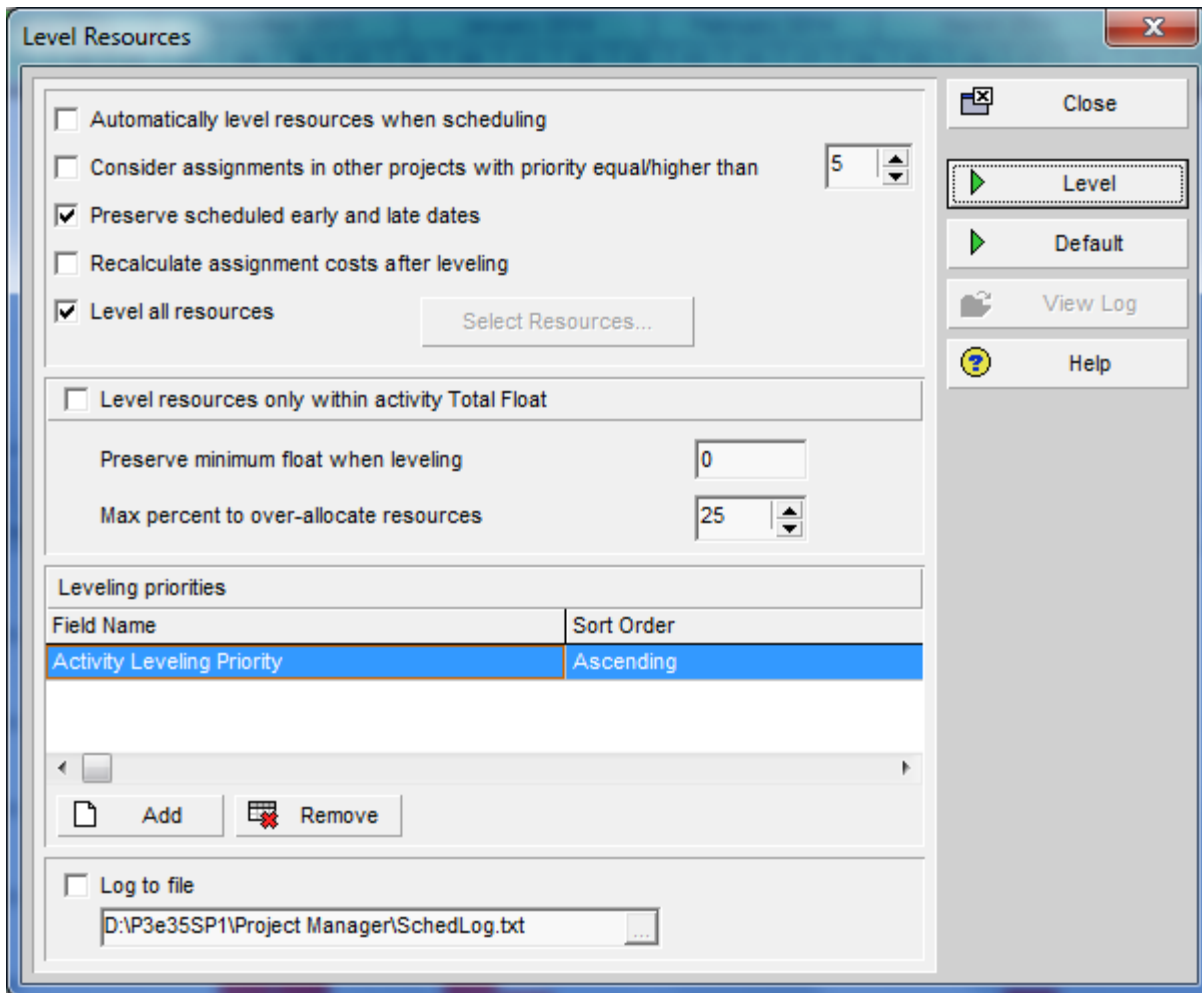 Level Resources
Close
Automatically level resources when scheduling
Consider assignments in other projects with priority equal/higher than 5
Level
Preserve scheduled early and late dates
Default
Recalculate assignment costs after leveling
Level all resources
Select Resources...
View Log
Help
Level resources only within activity Total Float
Preserve minimum float when leveling 0
Max percent to over-allocate resources 25
Leveling priorities
Field Name Sort Order
Activity Leveling Priority Ascending
Add Remove
Log to file
D:\P3e35SP1\Project Manager\SchedLog.txt ...